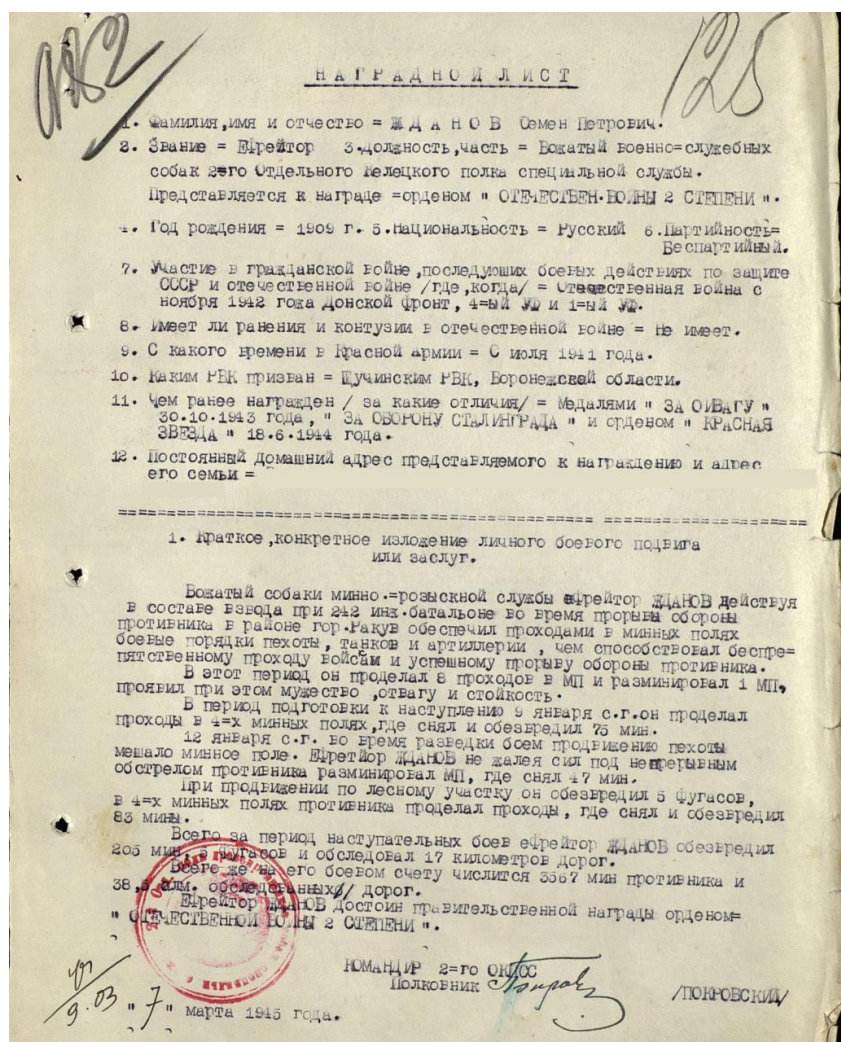 0182
125
НАГРАДНОЙ ЛИСТ
1. Фамилия,имя и отчество = Ж Д А Н О В Семен Петрович.
2. Звание = Ефрейтор 3.Должность,часть = Вожатый военно=служебных
собак 2=го Отдельного Келецкого полка специальной службы.
Представляется к награде =орденом " ОТЕЧЕСТВЕН.ВОЙНЫ 2 СТЕПЕНИ ".
4. Год рождения = 1909 г. 5.Национальность = Русский 6.Партийность=
Беспартийный.
7. Участие в гражданской войне,последующих боевых действиях по защите
СССР и отечественной войне /где,когда/ = Отечественная война с
ноября 1942 года Донской фронт, 4=ый УФ и 1=ый УФ.
8. Имеет ли ранения и контузии в отечественной войне = Не имеет.
9. С какого времени в Красной Армии = С июля 1941 года.
10. Каким РВК призван = Щучинским РВК, Воронежской области.
11. Чем ранее награжден / за какие отличия/ = Медалями " ЗА ОТВАГУ "
30.10.1943 года, " ЗА ОБОРОНУ СТАЛИНГРАДА " и орденом " КРАСНАЯ
ЗВЕЗДА " 18.6.1944 года.
12. Постоянный домашний адрес представляемого к награждению и адрес
его семьи =
1. Краткое,конкретное изложение личного боевого подвига
или заслуг.
Вожатый собаки минно.=розыскной службы ефрейтор ЖДАНОВ действуя
в составе взвода при 242 инж.батальоне во время прорыва обороны
противника в районе гор.Ракув обеспечил проходами в минных полях
боевые порядки пехоты, танков и артиллерии , чем способствовал беспре=
пятственному проходу войсам и успешному прорыву обороны противника.
В этот период он проделал 8 проходов в МП и разминировал 1 МП,
проявил при этом мужество ,отвагу и стойкость.
В период подготовки к наступлению 9 января с.г.он проделал
проходы в 4=х минных полях,где снял и обезвредил 75 мин.
12 января с.г. во время разведки боем продвижению пехоты
мешало минное поле. Ефретйор ЖДАНОВ не жалея сил под непрерывным
обстрелом противника разминировал МП, где снял 47 мин.
При продвижении по лесному участку он обезвредил 5 фугасов,
в 4=х минных полях противника проделал проходы, где снял и обезвредил
83 мины.
Всего за период наступательных боев ефрейтор ЖДАНОВ обезвредил
205 мин, 5 фугасов и обследовал 17 километров дорог.
Всего же на его боевом счету числится 3567 мин противника и
38,5 клм. обследованных/ дорог.
Ефрейтор ЖДАНОВ достоин правительственной награды орденом=
" ОТЕЧЕСТВЕННОЙ ВОЙНЫ 2 СТЕПЕНИ ".
КОМАНДИР 2=го ОКПСС
Полковник /ПОКРОВСКИЙ/
9.03
" 7 " марта 1945 года.